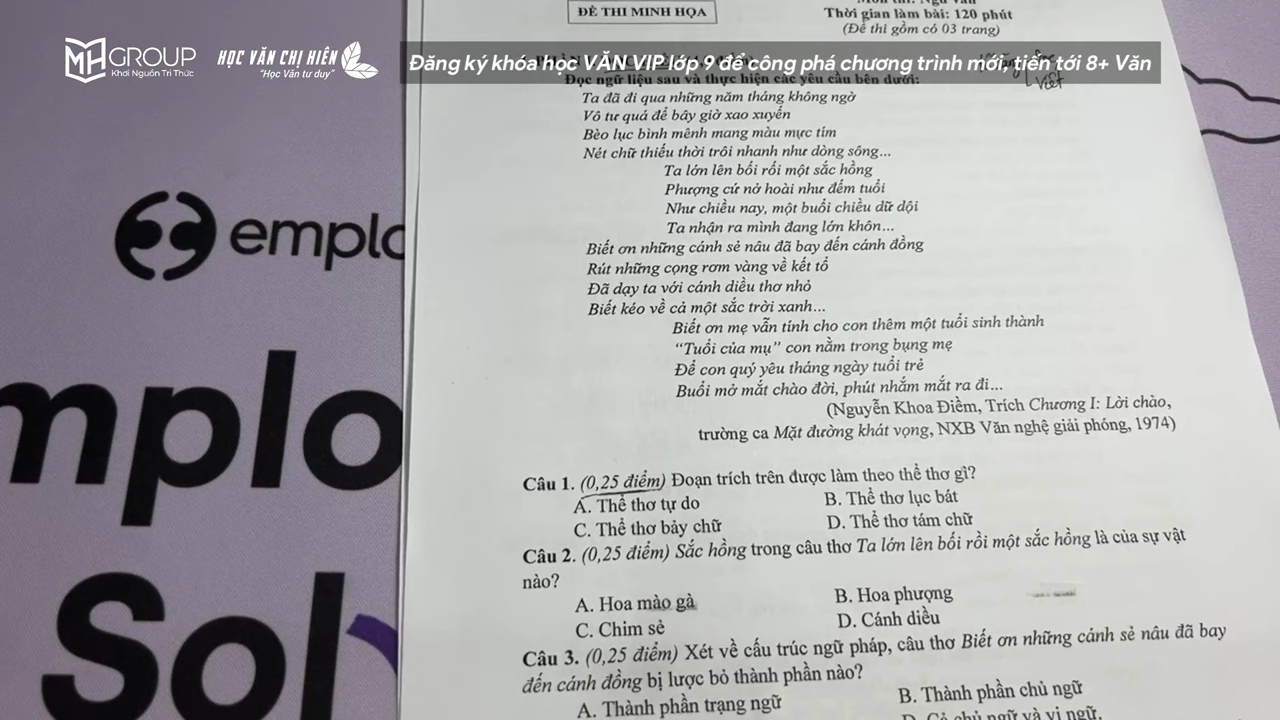 ĐỀ THI MINH HỌA
Thời gian làm bài: 120 phút
(Đề thi gồm có 03 trang)
MH GROUP
Khơi Nguồn Tri Thức
HỌC VĂN CHỊ HIÊN
"Học Văn tư duy"
Đăng ký khóa học VĂN VIP lớp 9 để công phá chương trình mới, tiến tới 8+ Văn
Viết
Đọc ngữ liệu sau và thực hiện các yêu cầu bên dưới:
Ta đã đi qua những năm tháng không ngờ
Vô tư quá để bây giờ xao xuyến
Bèo lục bình mênh mang màu mực tím
Nét chữ thiếu thời trôi nhanh như dòng sông...
Ta lớn lên bối rối một sắc hồng
Phượng cứ nở hoài như đếm tuổi
Như chiều nay, một buổi chiều dữ dội
Ta nhận ra mình đang lớn khôn...
Biết ơn những cánh sẻ nâu đã bay đến cánh đồng
Rút những cọng rơm vàng về kết tổ
Đã dạy ta với cánh diều thơ nhỏ
Biết kéo về cả một sắc trời xanh...
Biết ơn mẹ vẫn tính cho con thêm một tuổi sinh thành
"Tuổi của mụ" con nằm trong bụng mẹ
Để con quý yêu tháng ngày tuổi trẻ
Buổi mở mắt chào đời, phút nhắm mắt ra đi...
(Nguyễn Khoa Điềm, Trích Chương I: Lời chào,
trường ca Mặt đường khát vọng, NXB Văn nghệ giải phóng, 1974)
Câu 1. (0,25 điểm) Đoạn trích trên được làm theo thể thơ gì?
A. Thể thơ tự do
B. Thể thơ lục bát
C. Thể thơ bảy chữ
D. Thể thơ tám chữ
Câu 2. (0,25 điểm) Sắc hồng trong câu thơ Ta lớn lên bối rồi một sắc hồng là của sự vật
nào?
A. Hoa mào gà
B. Hoa phượng
C. Chim sẻ
D. Cánh diều
Câu 3. (0,25 điểm) Xét về cấu trúc ngữ pháp, câu thơ Biết ơn những cánh sẻ nâu đã bay
đến cánh đồng bị lược bỏ thành phần nào?
A. Thành phần trạng ngữ
B. Thành phần chủ ngữ
D. Cả chủ ngữ và vị ngữ.
emplo
mplo
Sol